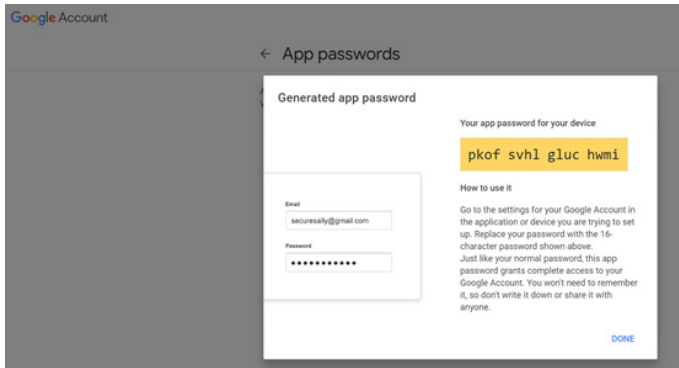 Google Account
← App passwords
Generated app password
Your app password for your device
pkof svhl gluc hwmi
How to use it
Go to the settings for your Google Account in
the application or device you are trying to set
up. Replace your password with the 16-
character password shown above.
Just like your normal password, this app
password grants complete access to your
Google Account. You won't need to remember
it, so don't write it down or share it with
anyone.
Email
securesally@gmail.com
Password
•••••••••••
DONE